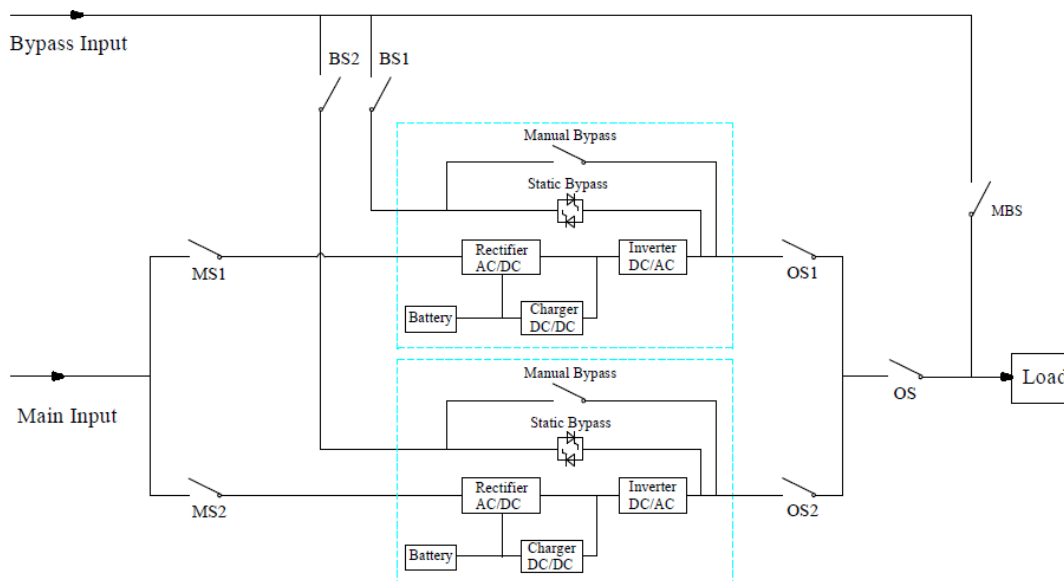 Bypass Input
BS2
BS1
Manual Bypass
Static Bypass
MBS
MS1
Rectifier
AC/DC
Inverter
DC/AC
OS1
Battery
Charger
DC/DC
Main Input
Manual Bypass
OS
Load
Static Bypass
MS2
Rectifier
AC/DC
Inverter
DC/AC
OS2
Battery
Charger
DC/DC